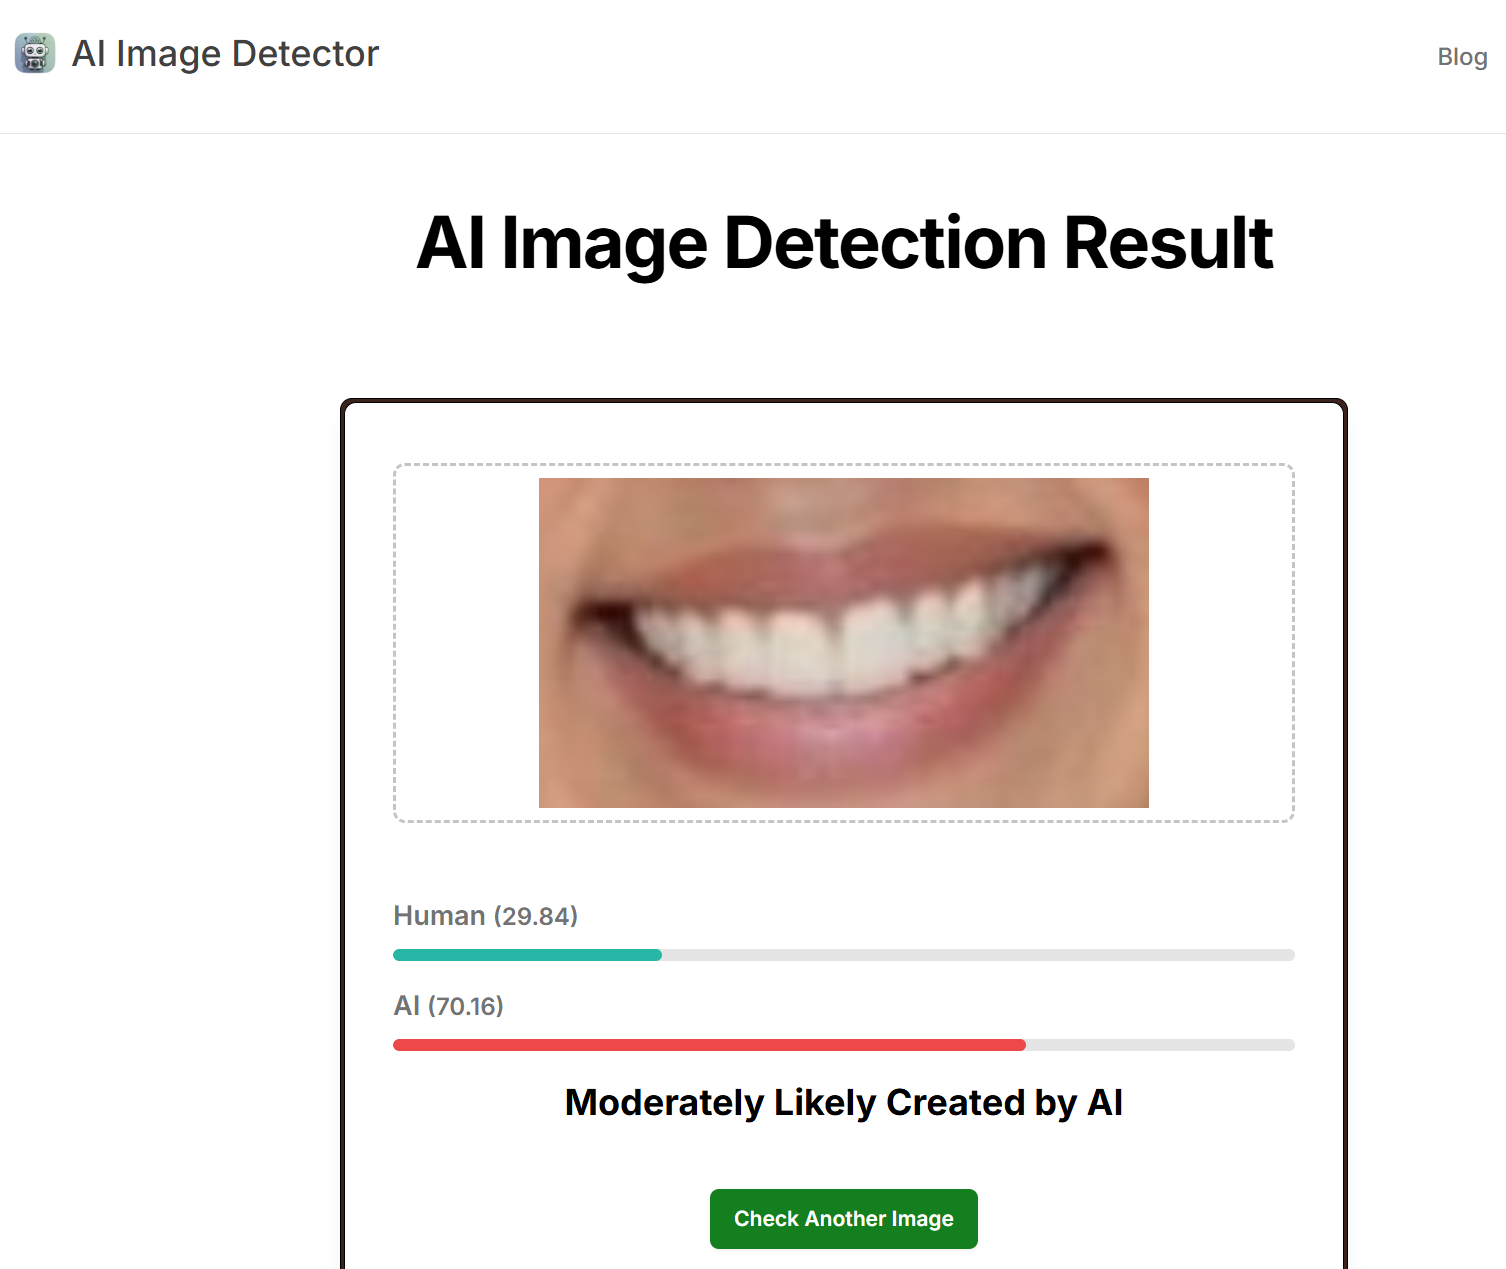 AI Image Detector
Blog
AI Image Detection Result
Human (29.84)
AI (70.16)
Moderately Likely Created by AI
Check Another Image